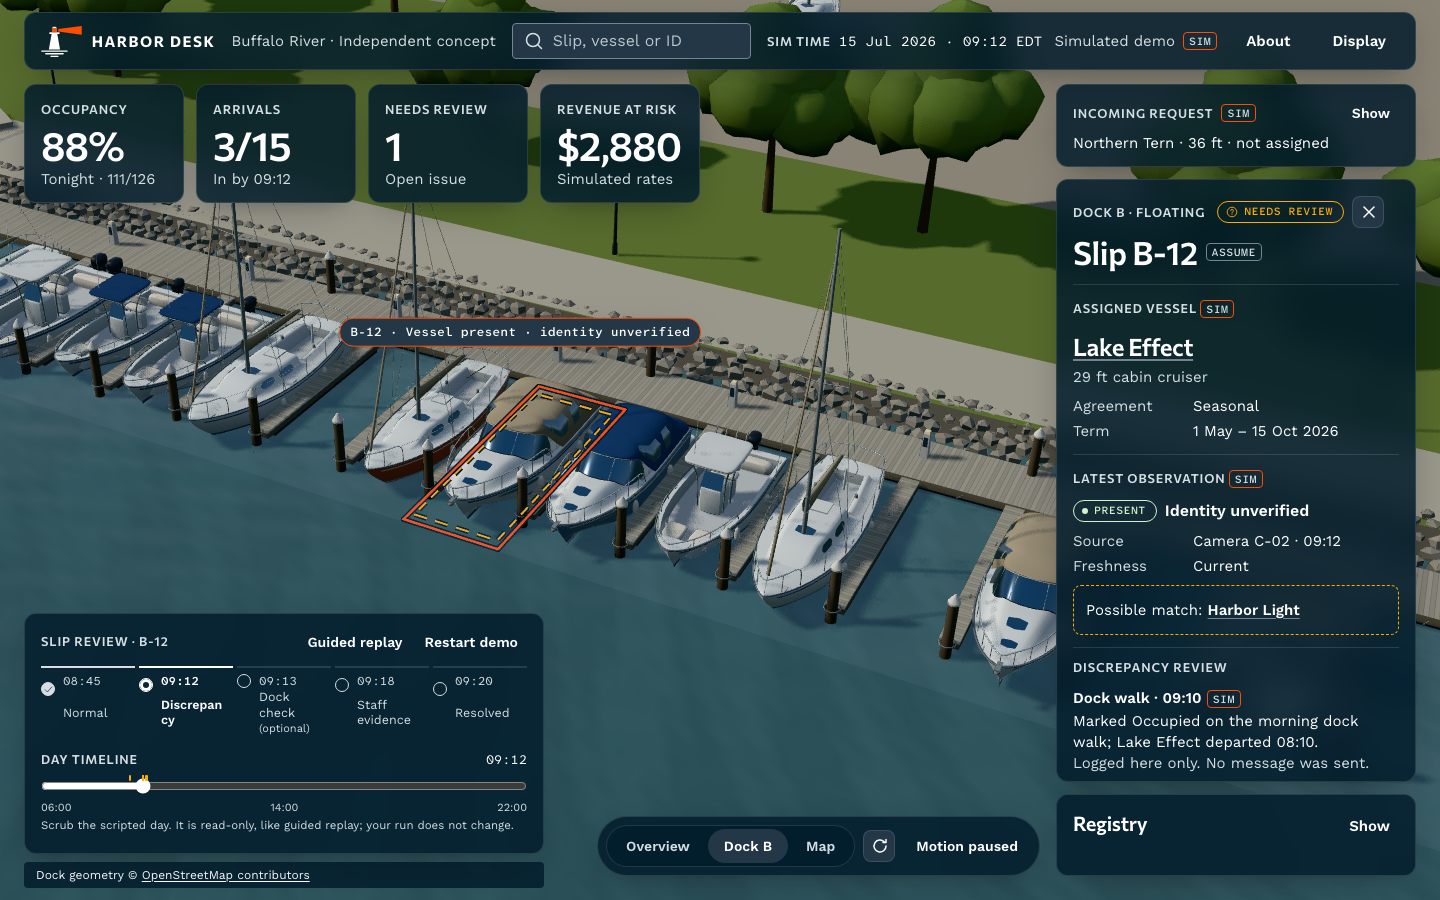 HARBOR DESK
Buffalo River · Independent concept
Slip, vessel or ID
SIM TIME 15 Jul 2026 · 09:12 EDT
Simulated demo SIM
About
Display
OCCUPANCY
88%
Tonight · 111/126
ARRIVALS
3/15
In by 09:12
NEEDS REVIEW
1
Open issue
REVENUE AT RISK
$2,880
Simulated rates
INCOMING REQUEST SIM
Show
Northern Tern · 36 ft · not assigned
DOCK B · FLOATING
NEEDS REVIEW
Slip B-12 ASSUME
ASSIGNED VESSEL SIM
Lake Effect
29 ft cabin cruiser
Agreement Seasonal
Term 1 May – 15 Oct 2026
LATEST OBSERVATION SIM
PRESENT Identity unverified
Source Camera C-02 · 09:12
Freshness Current
Possible match: Harbor Light
DISCREPANCY REVIEW
Dock walk · 09:10 SIM
Marked Occupied on the morning dock
walk; Lake Effect departed 08:10.
Logged here only. No message was sent.
Registry
Show
B-12 · Vessel present · identity unverified
SLIP REVIEW · B-12
Guided replay
Restart demo
08:45
Normal
09:12
Discrepan
cy
09:13
Dock
check
(optional)
09:18
Staff
evidence
09:20
Resolved
DAY TIMELINE
09:12
06:00
14:00
22:00
Scrub the scripted day. It is read-only, like guided replay; your run does not change.
Dock geometry © OpenStreetMap contributors
Overview
Dock B
Map
Motion paused